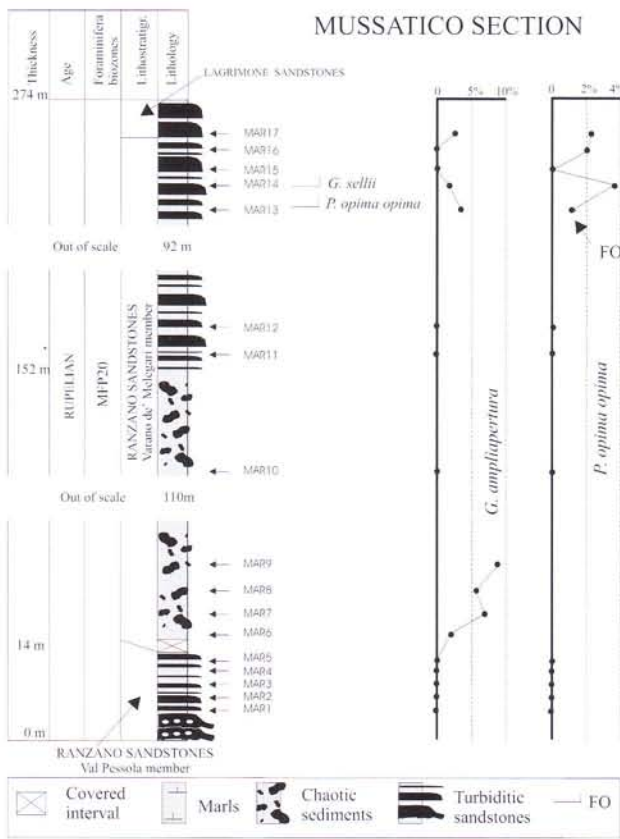 MUSSATICO SECTION
Thickness
Age
Foraminifera
biozones
Lithostratigr.
Lithology
LAGRIMONE SANDSTONES
274 m
0 5% 10%
0 2% 4%
MAR17
MAR16
MAR15
MAR14
G. sellii
MAR13
P. opima opima
FO
Out of scale
92 m
MAR12
MAR11
152 m
RUPELIAN
MFP20
RANZANO SANDSTONES
Varano de' Melegari member
MAR10
G. ampliapertura
P. opima opima
Out of scale
110m
MAR9
MAR8
MAR7
MAR6
14 m
MAR5
MAR4
MAR3
MAR2
MAR1
0 m
RANZANO SANDSTONES
Val Pessola member
Covered
interval
Marls
Chaotic
sediments
Turbiditic
sandstones
FO